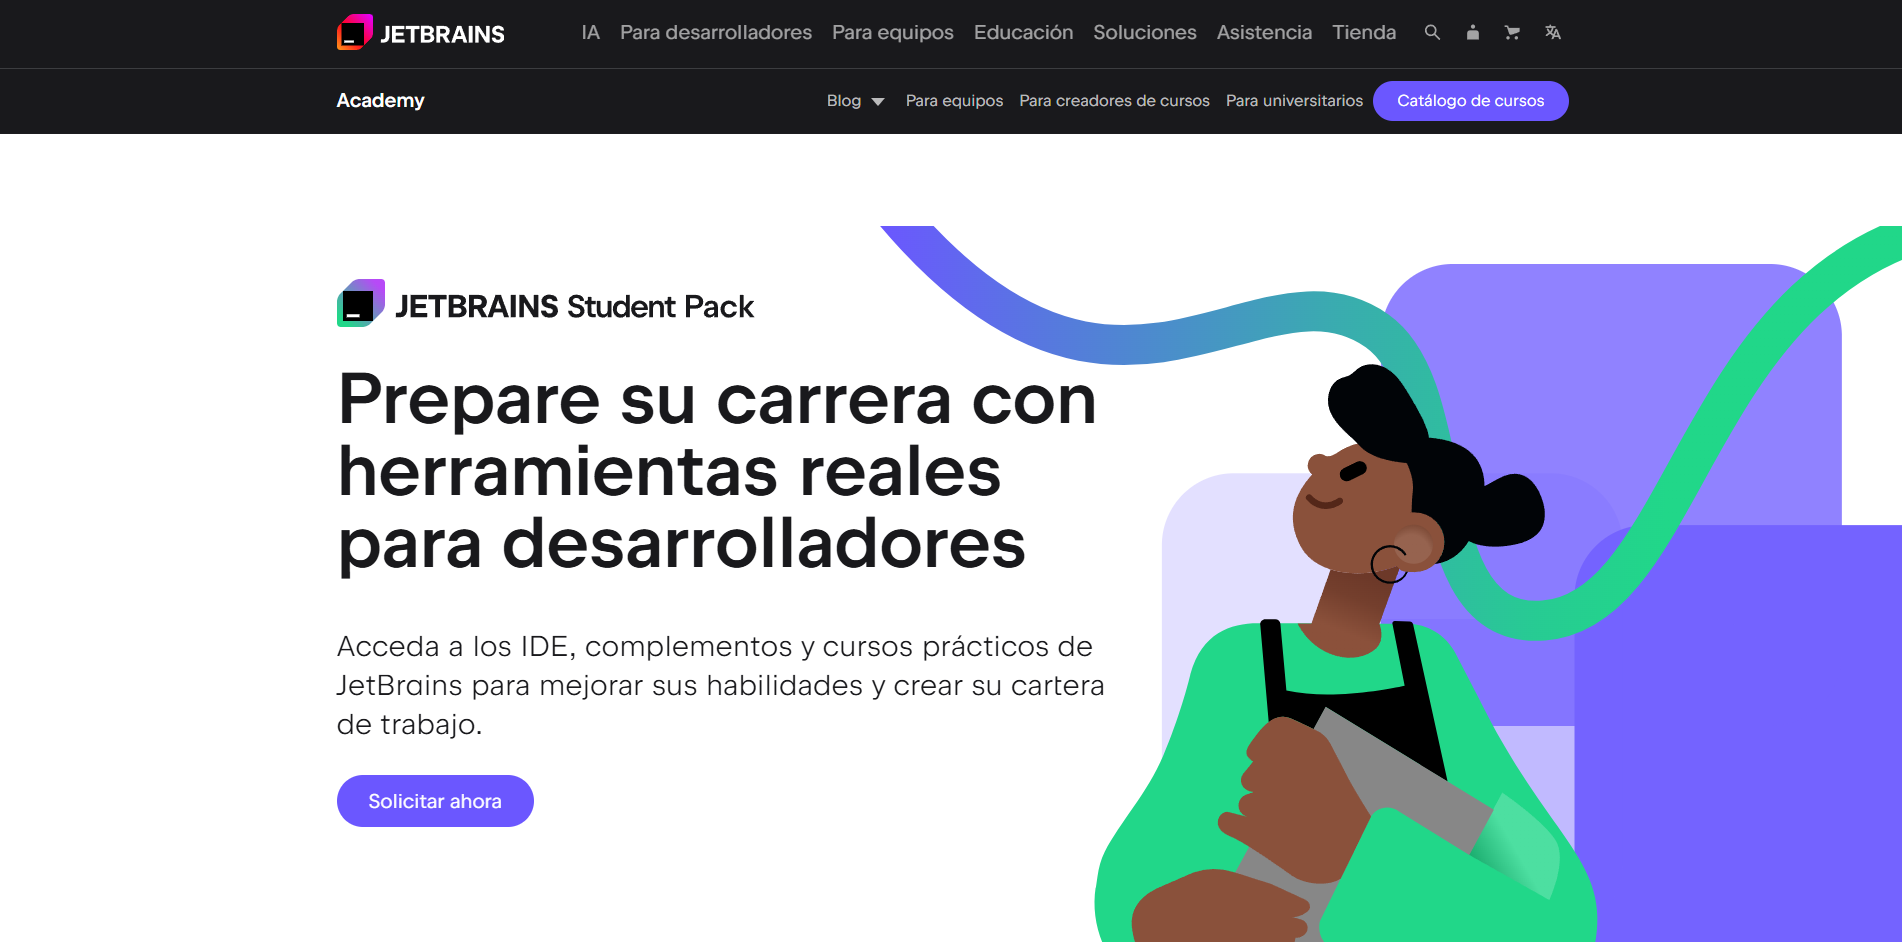 JETBRAINS
IA Para desarrolladores Para equipos Educación Soluciones Asistencia Tienda
Academy
Blog Para equipos Para creadores de cursos Para universitarios Catálogo de cursos
JETBRAINS Student Pack
Prepare su carrera con
herramientas reales
para desarrolladores
Acceda a los IDE, complementos y cursos prácticos de
JetBrains para mejorar sus habilidades y crear su cartera
de trabajo.
Solicitar ahora